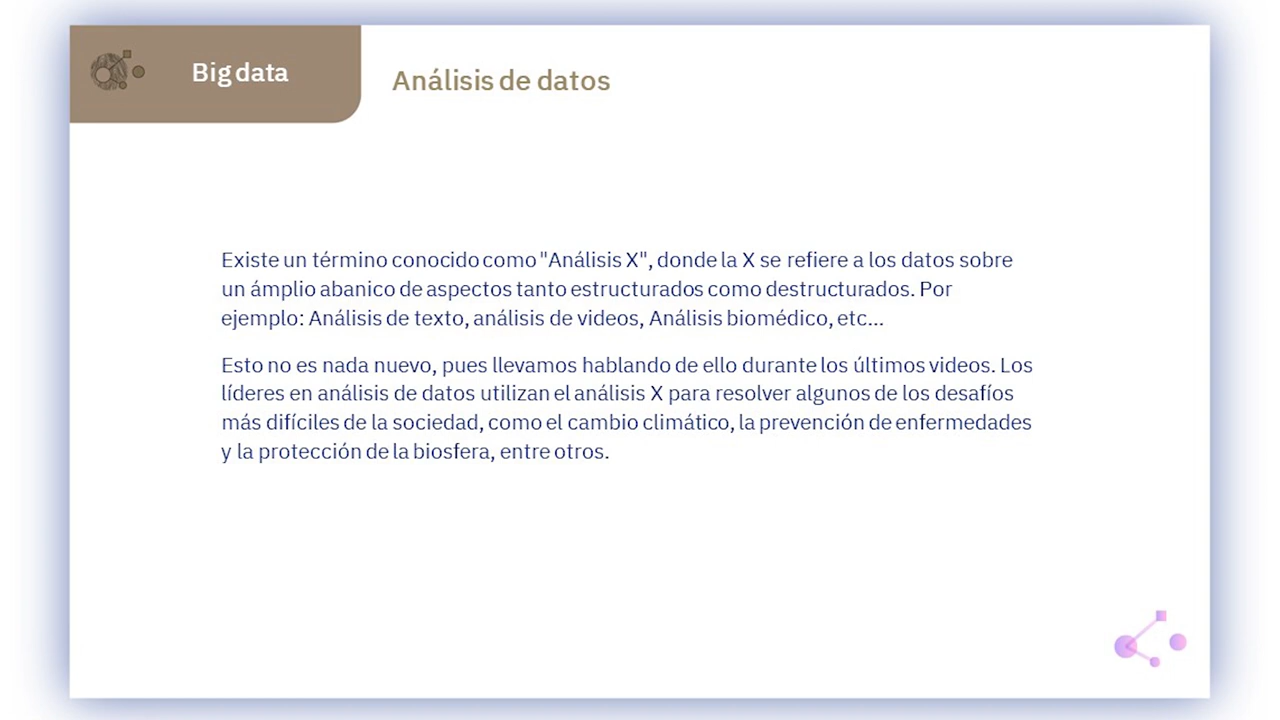 Big data
Análisis de datos
Existe un término conocido como "Análisis X", donde la X se refiere a los datos sobre
un ámplio abanico de aspectos tanto estructurados como destructurados. Por
ejemplo: Análisis de texto, análisis de videos, Análisis biomédico, etc...
Esto no es nada nuevo, pues llevamos hablando de ello durante los últimos videos. Los
líderes en análisis de datos utilizan el análisis X para resolver algunos de los desafíos
más difíciles de la sociedad, como el cambio climático, la prevención de enfermedades
y la protección de la biosfera, entre otros.